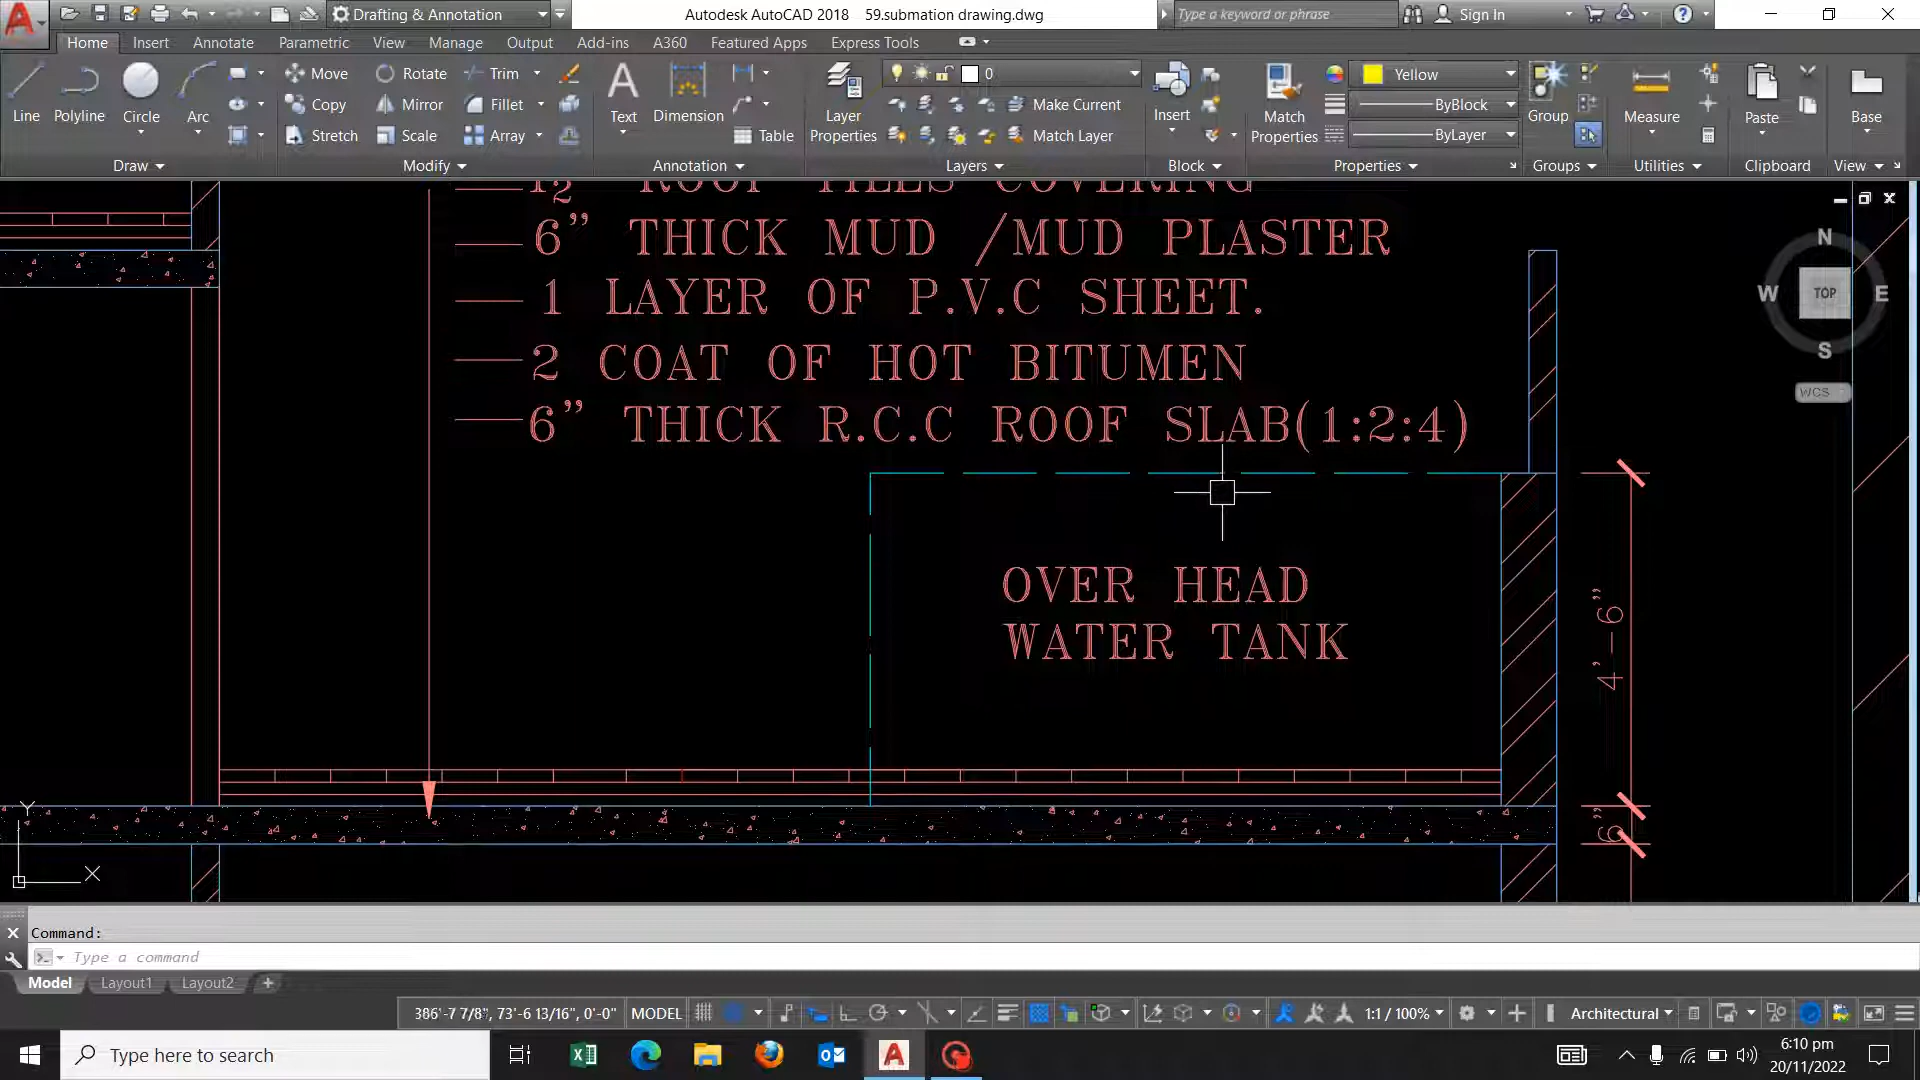 Drafting & Annotation
Autodesk AutoCAD 2018 59.submation drawing.dwg
Type a keyword or phrase
Sign In
Home Insert Annotate Parametric View Manage Output Add-ins A360 Featured Apps Express Tools
Line Polyline Circle Arc
Move Rotate Trim
Copy Mirror Fillet
Stretch Scale Array
Text Dimension Table
Layer Properties
0
Make Current
Match Layer
Insert
Match Properties
Yellow
ByBlock
ByLayer
Group
Measure
Paste
Base
Draw Modify Annotation Layers Block Properties Groups Utilities Clipboard View
6" THICK MUD /MUD PLASTER
1 LAYER OF P.V.C SHEET.
2 COAT OF HOT BITUMEN
6" THICK R.C.C ROOF SLAB(1:2:4)
OVER HEAD
WATER TANK
4'-6"
6"
N
W TOP E
S
WCS
Y
X
Command:
Type a command
Model Layout1 Layout2 +
386'-7 7/8", 73'-6 13/16", 0'-0" MODEL 1:1 / 100% Architectural
Type here to search
6:10 pm
20/11/2022